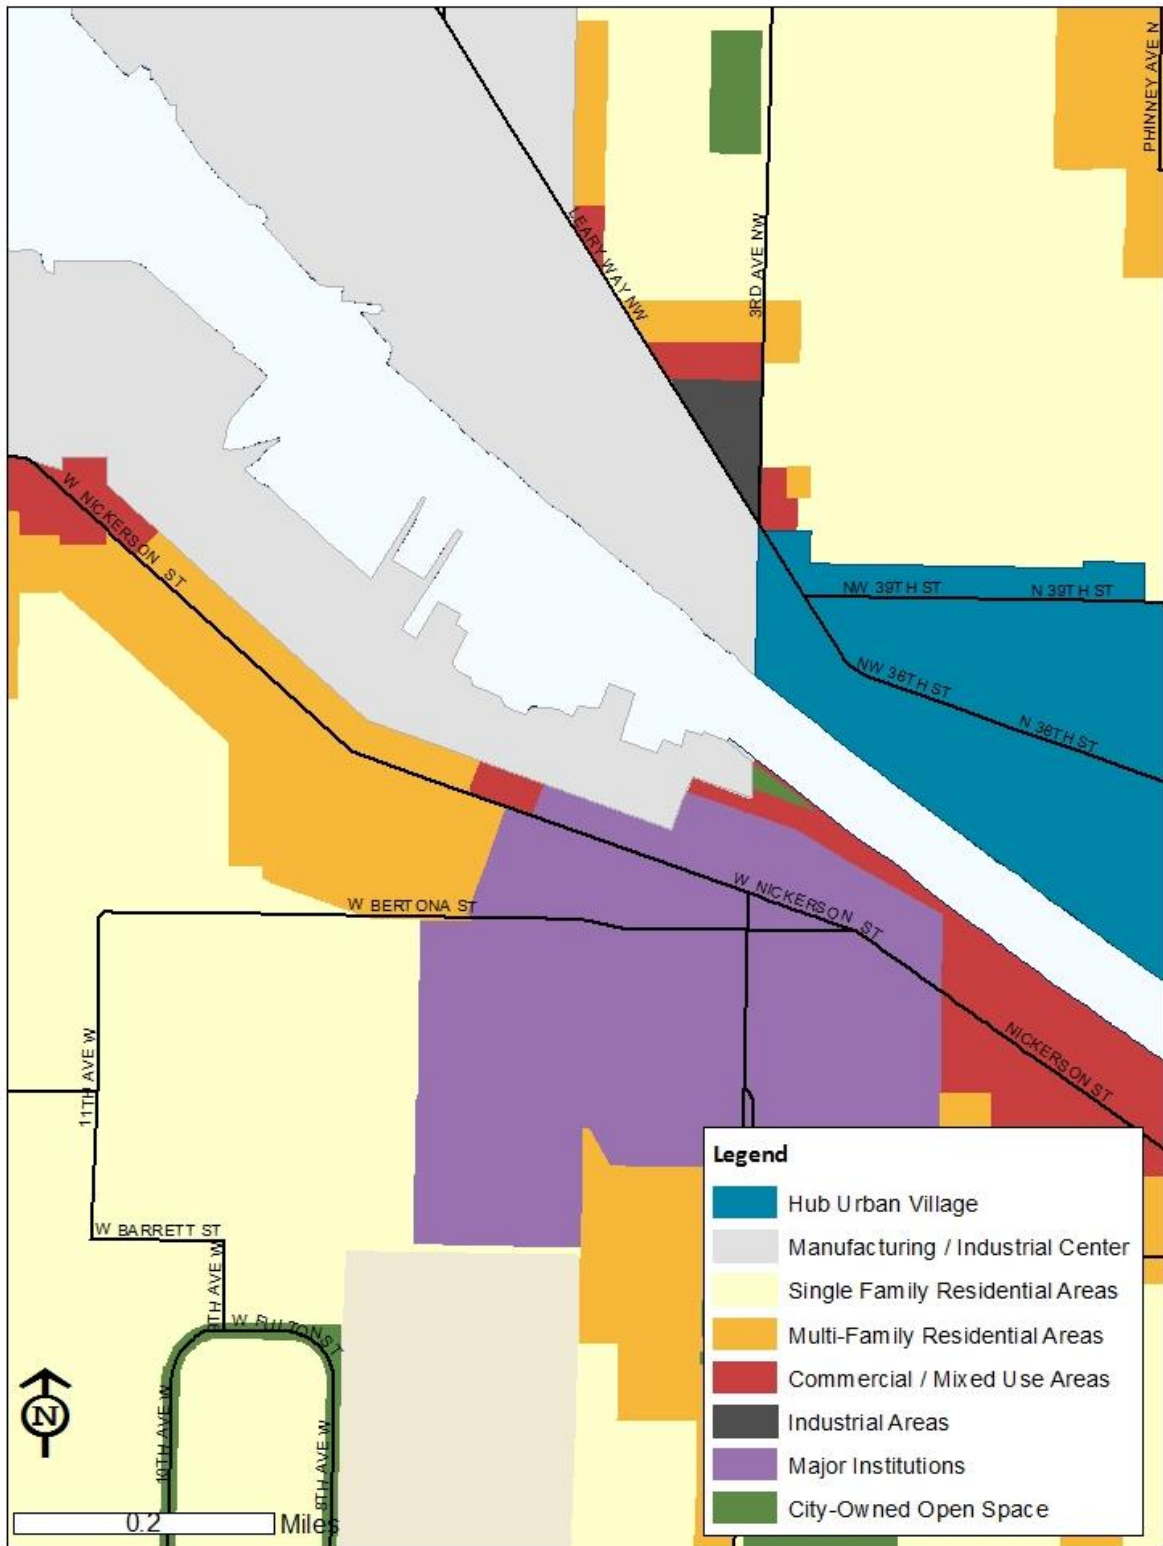 PHINNEY AVE N
LEARY WAY NW
3RD AVE NW
W NICKERSON ST
NW 39TH ST
N 39TH ST
NW 36TH ST
N 36TH ST
W NICKERSON ST
W BERTONA ST
11TH AVE W
NICKERSON ST
W BARRETT ST
W FULTON ST
10TH AVE W
8TH AVE W
N
0.2 Miles
Legend
Hub Urban Village
Manufacturing / Industrial Center
Single Family Residential Areas
Multi-Family Residential Areas
Commercial / Mixed Use Areas
Industrial Areas
Major Institutions
City-Owned Open Space